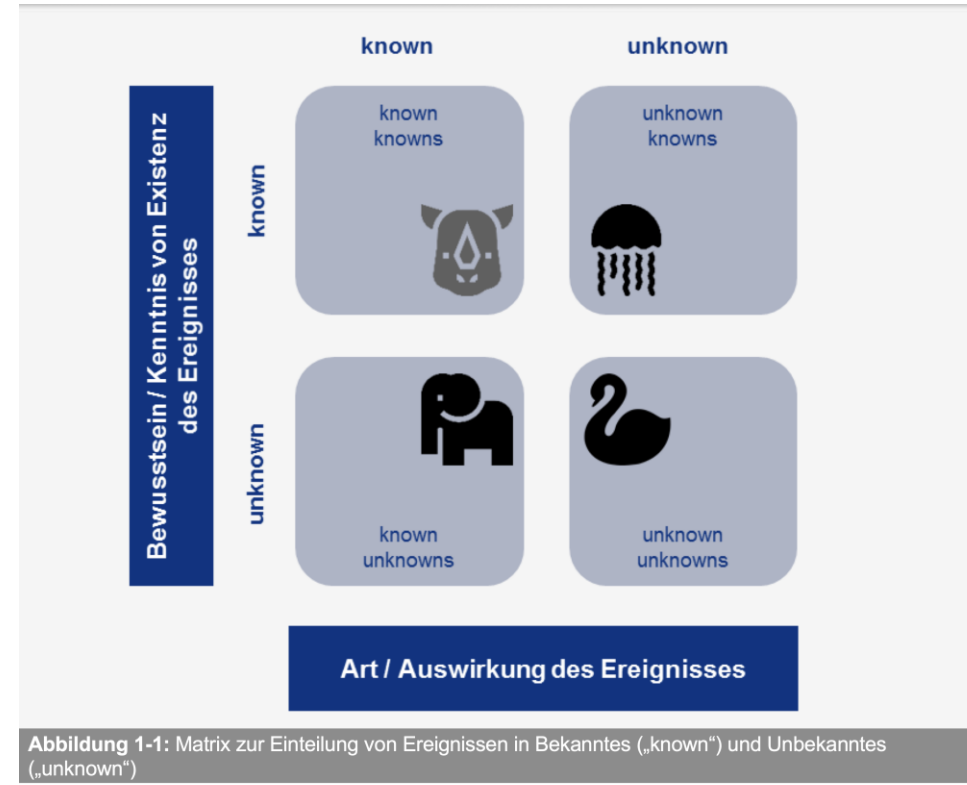 known
unknown
Bewusstsein / Kenntnis von Existenz
des Ereignisses
known
known
knowns
unknown
knowns
unknown
known
unknowns
unknown
unknowns
Art / Auswirkung des Ereignisses
Abbildung 1-1: Matrix zur Einteilung von Ereignissen in Bekanntes („known“) und Unbekanntes
(„unknown“)